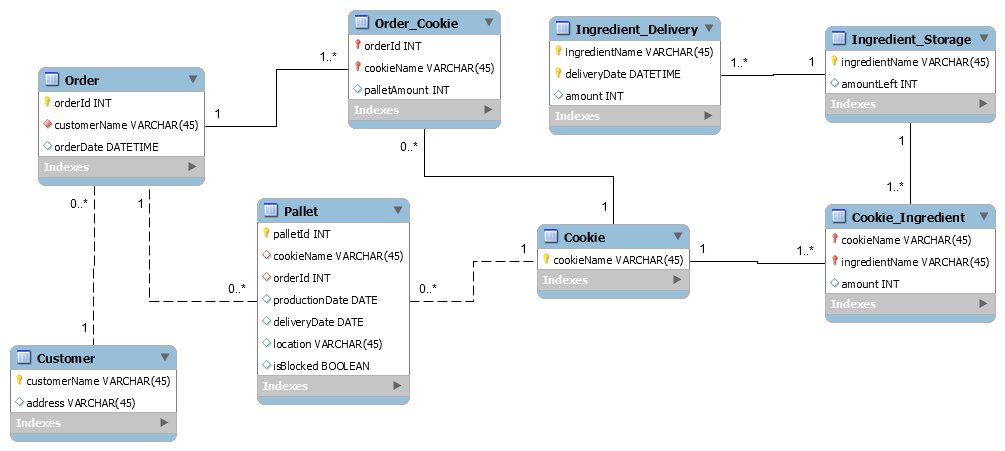 Order
orderId INT
customerName VARCHAR(45)
orderDate DATETIME
Indexes
Order_Cookie
orderId INT
cookieName VARCHAR(45)
palletAmount INT
Indexes
Ingredient_Delivery
ingredientName VARCHAR(45)
deliveryDate DATETIME
amount INT
Indexes
Ingredient_Storage
ingredientName VARCHAR(45)
amountLeft INT
Indexes
1
1..*
1..*
1
0..*
1
0..*
1
1
1..*
Pallet
palletId INT
cookieName VARCHAR(45)
orderId INT
productionDate DATE
deliveryDate DATE
location VARCHAR(45)
isBlocked BOOLEAN
Indexes
Cookie
cookieName VARCHAR(45)
Indexes
Cookie_Ingredient
cookieName VARCHAR(45)
ingredientName VARCHAR(45)
amount INT
Indexes
1
0..*
1
1..*
0..*
1
Customer
customerName VARCHAR(45)
address VARCHAR(45)
Indexes